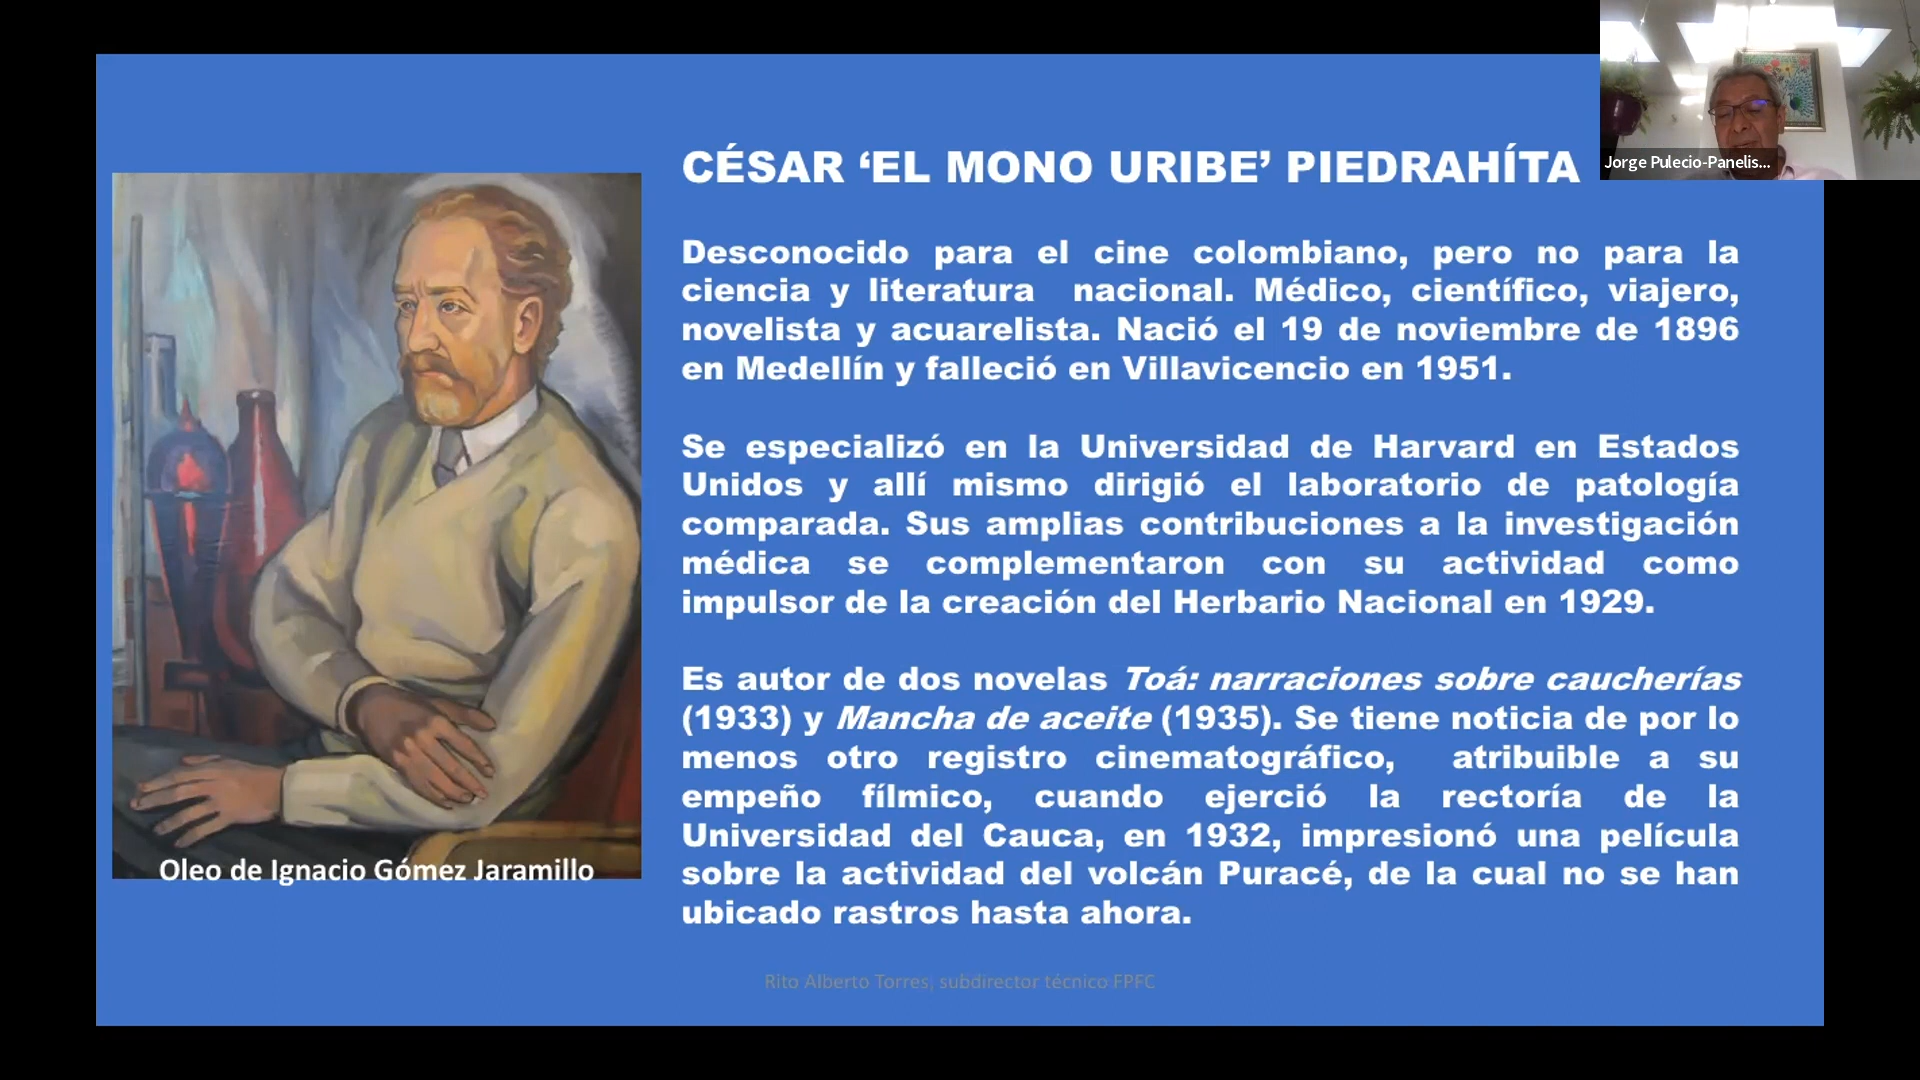 CÉSAR ‘EL MONO URIBE’ PIEDRAHÍTA
Jorge Pulecio-Panelis...
Desconocido para el cine colombiano, pero no para la
ciencia y literatura nacional. Médico, científico, viajero,
novelista y acuarelista. Nació el 19 de noviembre de 1896
en Medellín y falleció en Villavicencio en 1951.
Se especializó en la Universidad de Harvard en Estados
Unidos y allí mismo dirigió el laboratorio de patología
comparada. Sus amplias contribuciones a la investigación
médica se complementaron con su actividad como
impulsor de la creación del Herbario Nacional en 1929.
Es autor de dos novelas Toá: narraciones sobre caucherías
(1933) y Mancha de aceite (1935). Se tiene noticia de por lo
menos otro registro cinematográfico, atribuible a su
empeño fílmico, cuando ejerció la rectoría de la
Universidad del Cauca, en 1932, impresionó una película
sobre la actividad del volcán Puracé, de la cual no se han
ubicado rastros hasta ahora.
Oleo de Ignacio Gómez Jaramillo
Rito Alberto Torres, subdirector técnico FPFC